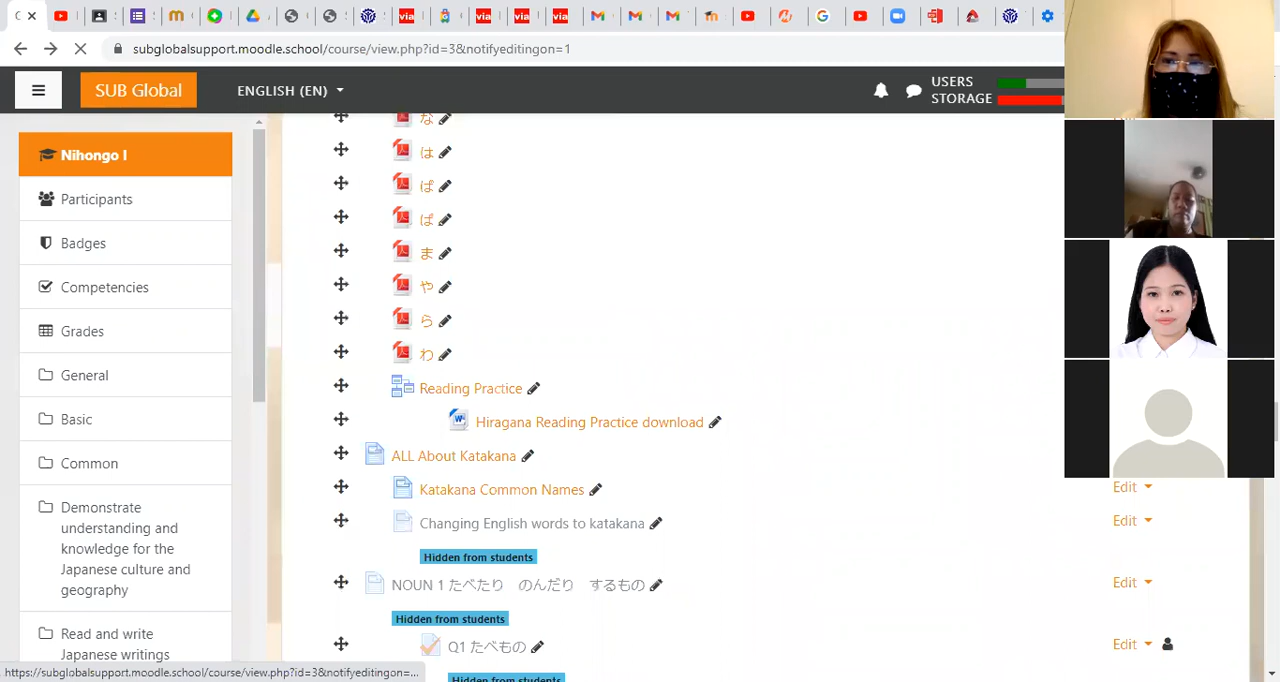 subglobalsupport.moodle.school/course/view.php?id=3&notifyeditingon=1
SUB Global
ENGLISH (EN)
USERS
STORAGE
Nihongo I
Participants
Badges
Competencies
Grades
General
Basic
Common
Demonstrate
understanding and
knowledge for the
Japanese culture and
geography
Read and write
Japanese writings
な
は
ば
ぱ
ま
や
ら
わ
Reading Practice
Hiragana Reading Practice download
ALL About Katakana
Katakana Common Names
Edit
Changing English words to katakana
Edit
Hidden from students
NOUN 1 たべたり　のんだり　するもの
Edit
Hidden from students
Q1 たべもの
Edit
Hidden from students
https://subglobalsupport.moodle.school/course/view.php?id=3&notifyeditingon=...